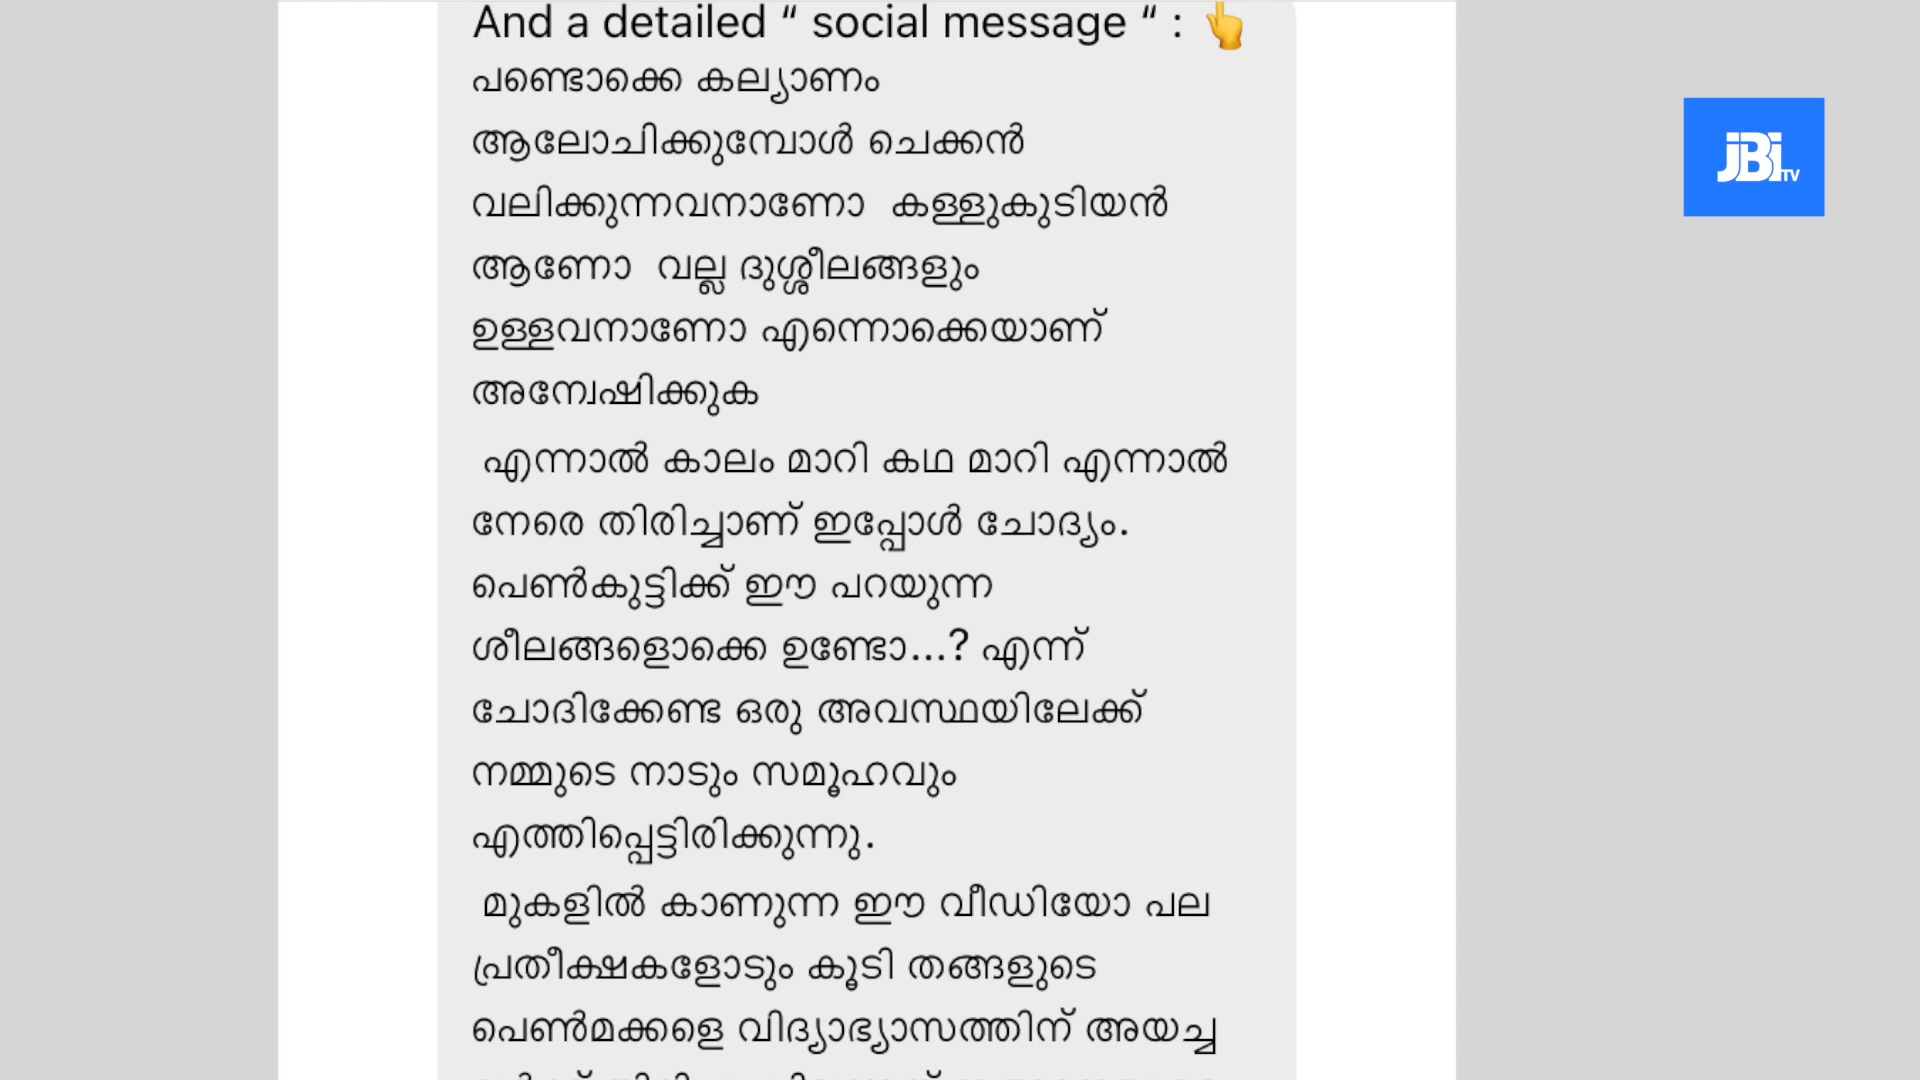 And a detailed “ social message “ : 👆
പണ്ടൊക്കെ കല്യാണം
ആലോചിക്കുമ്പോൾ ചെക്കൻ
വലിക്കുന്നവനാണോ  കള്ളുകുടിയൻ
ആണോ  വല്ല ദുശ്ശീലങ്ങളും
ഉള്ളവനാണോ എന്നൊക്കെയാണ്
അന്വേഷിക്കുക
എന്നാൽ കാലം മാറി കഥ മാറി എന്നാൽ
നേരെ തിരിച്ചാണ് ഇപ്പോൾ ചോദ്യം.
പെൺകുട്ടിക്ക് ഈ പറയുന്ന
ശീലങ്ങളൊക്കെ ഉണ്ടോ...? എന്ന്
ചോദിക്കേണ്ട ഒരു അവസ്ഥയിലേക്ക്
നമ്മുടെ നാടും സമൂഹവും
എത്തിപ്പെട്ടിരിക്കുന്നു.
മുകളിൽ കാണുന്ന ഈ വീഡിയോ പല
പ്രതീക്ഷകളോടും കൂടി തങ്ങളുടെ
പെൺമക്കളെ വിദ്യാഭ്യാസത്തിന് അയച്ച
JBI TV